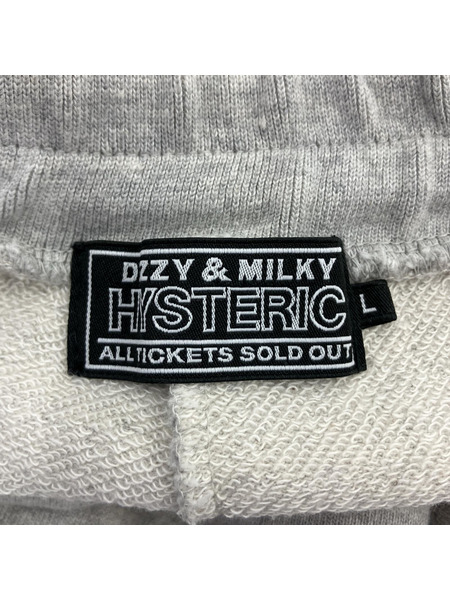 DIZZY & MILKY
HYSTERIC
ALL TICKETS SOLD OUT
L